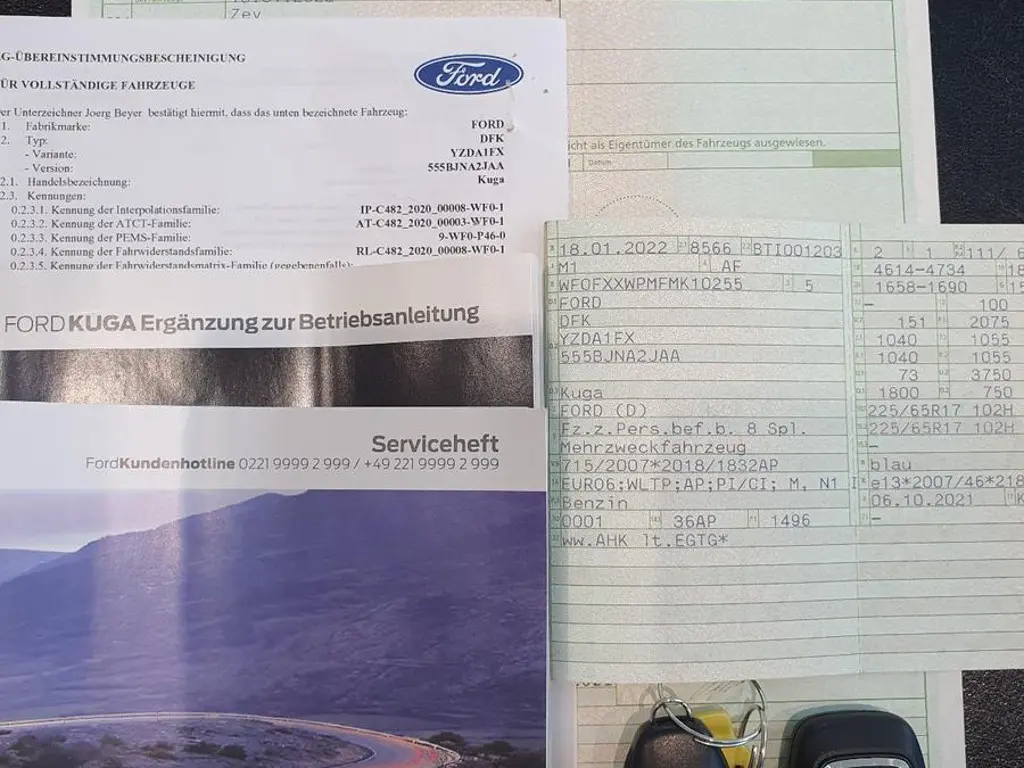 Zev
G-ÜBEREINSTIMMUNGSBESCHEINIGUNG
ÜR VOLLSTÄNDIGE FAHRZEUGE
Ford
er Unterzeichner Joerg Beyer bestätigt hiermit, dass das unten bezeichnete Fahrzeug:
1. Fabrikmarke: FORD
2. Typ: DFK
- Variante: YZDA1FX
- Version: 555BJNA2JAA
2.1. Handelsbezeichnung: Kuga
2.3. Kennungen:
0.2.3.1. Kennung der Interpolationsfamilie: IP-C482_2020_00008-WF0-1
0.2.3.2. Kennung der ATCT-Familie: AT-C482_2020_00003-WF0-1
0.2.3.3. Kennung der PEMS-Familie: 9-WF0-P46-0
0.2.3.4. Kennung der Fahrwiderstandsfamilie: RL-C482_2020_00008-WF0-1
0.2.3.5. Kennung der Fahrwiderstandsmatrix-Familie (gegebenenfalls):
icht als Eigentümer des Fahrzeugs ausgewiesen.
Datum
FORD KUGA Ergänzung zur Betriebsanleitung
Serviceheft
FordKundenhotline 0221 9999 2 999 / +49 221 9999 2 999
18.01.2022 8566 BTI001203
M1 AF
WF0FXXWPMFMK10255 5
FORD
DFK
YZDA1FX
555BJNA2JAA
Kuga
FORD (D)
Fz.z.Pers.bef.b. 8 Spl.
Mehrzweckfahrzeug
715/2007*2018/1832AP
EURO6;WLTP;AP;PI/CI; M, N1 I
Benzin
0001 36AP 1496
ww.AHK lt.EGTG*
2 1 111/ 6
4614-4734 18
1658-1690 15
- 100
151 2075
1040 1055
1040 1055
73 3750
1800 750
225/65R17 102H
225/65R17 102H
-
blau
e13*2007/46*218
06.10.2021 K
-